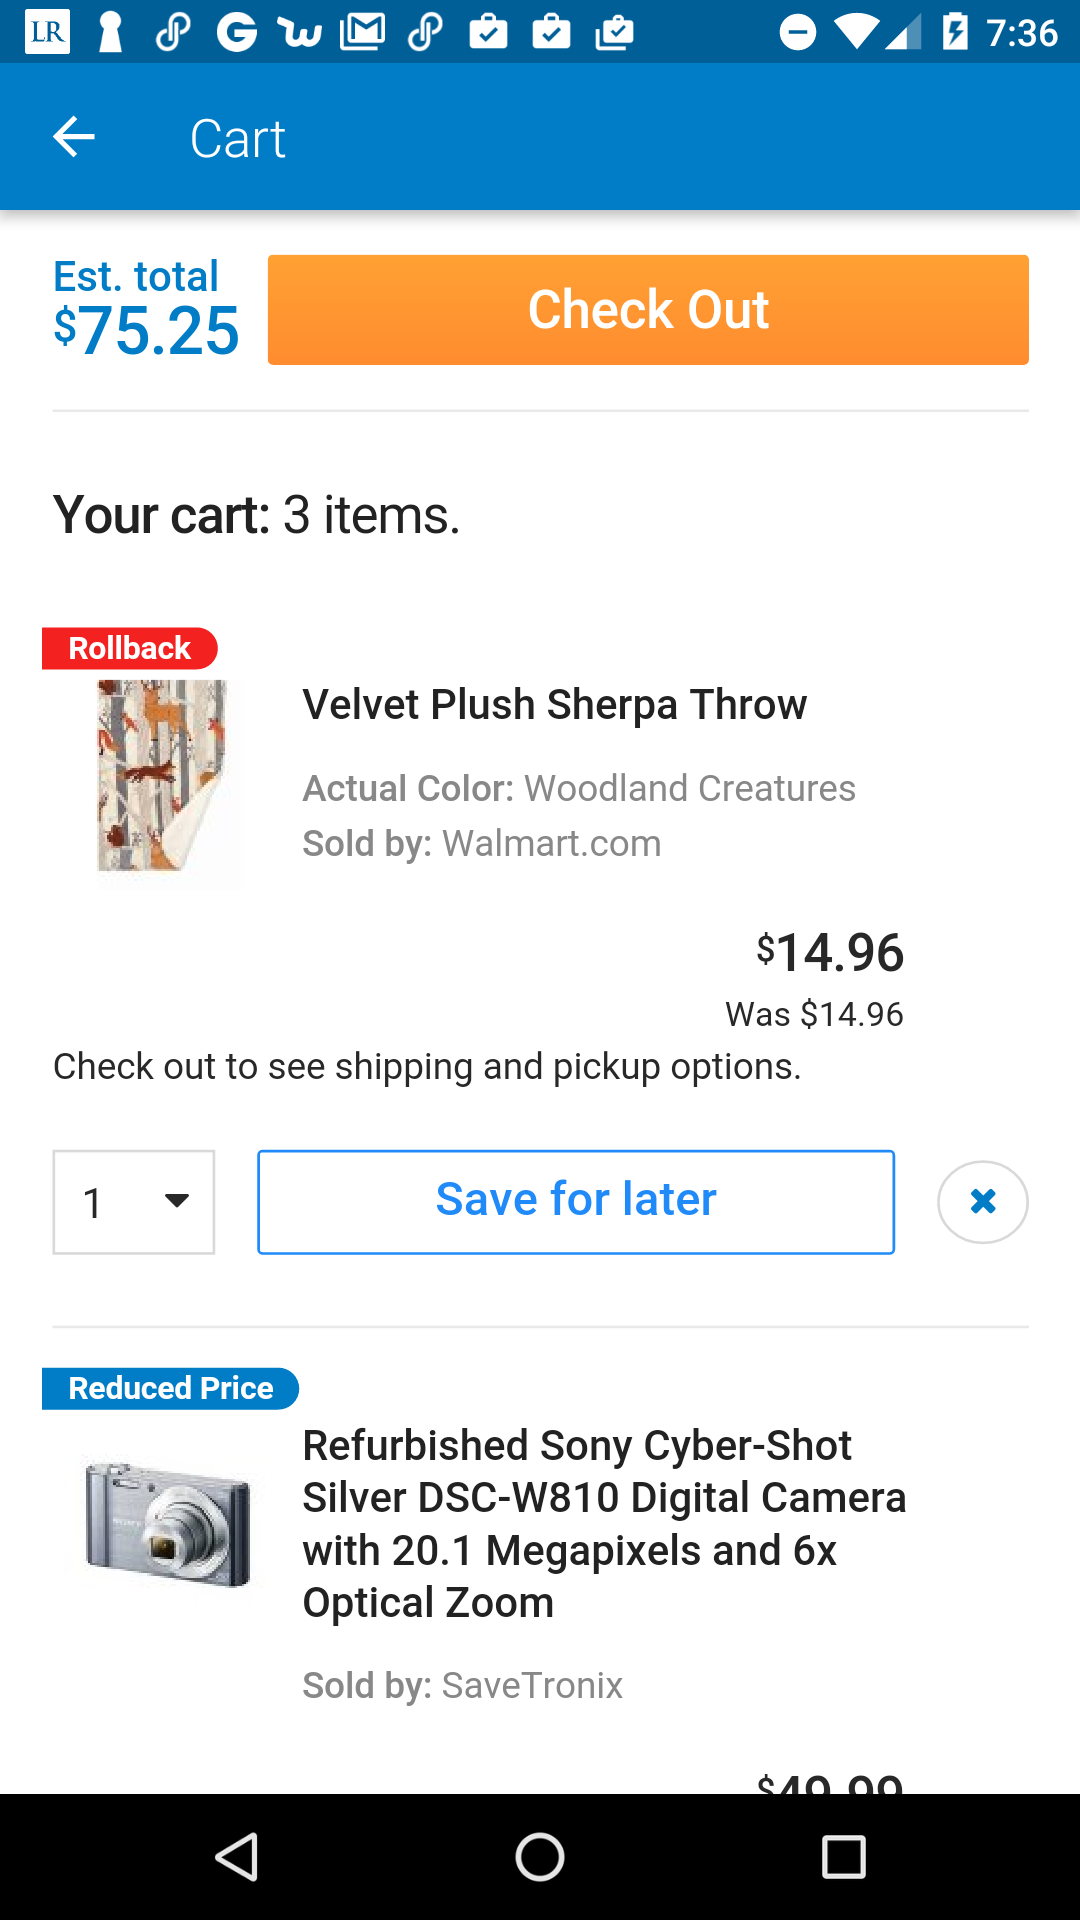 LR 7:36
Cart
Est. total
$75.25
Check Out
Your cart: 3 items.
Rollback
Velvet Plush Sherpa Throw
Actual Color: Woodland Creatures
Sold by: Walmart.com
$14.96
Was $14.96
Check out to see shipping and pickup options.
1
Save for later
Reduced Price
Refurbished Sony Cyber-Shot
Silver DSC-W810 Digital Camera
with 20.1 Megapixels and 6x
Optical Zoom
Sold by: SaveTronix
$49.99